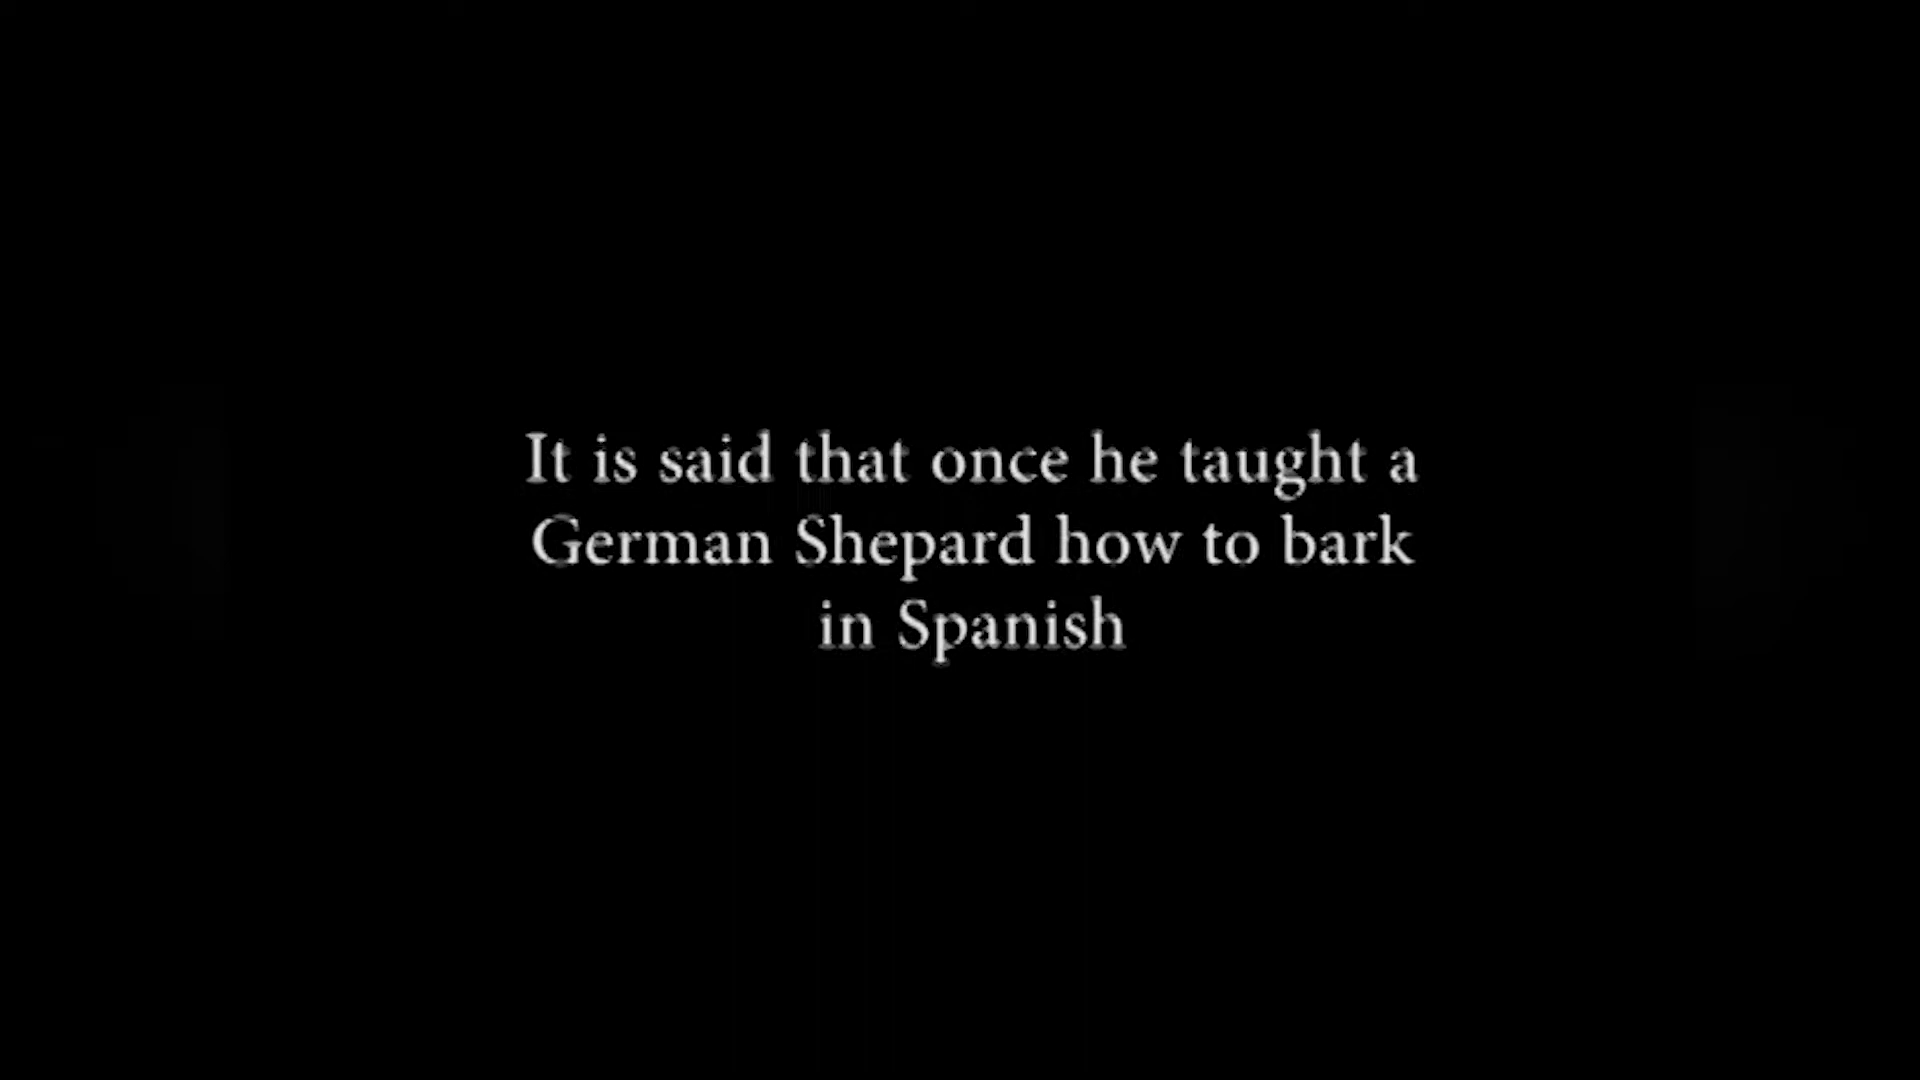 It is said that once he taught a
German Shepard how to bark
in Spanish